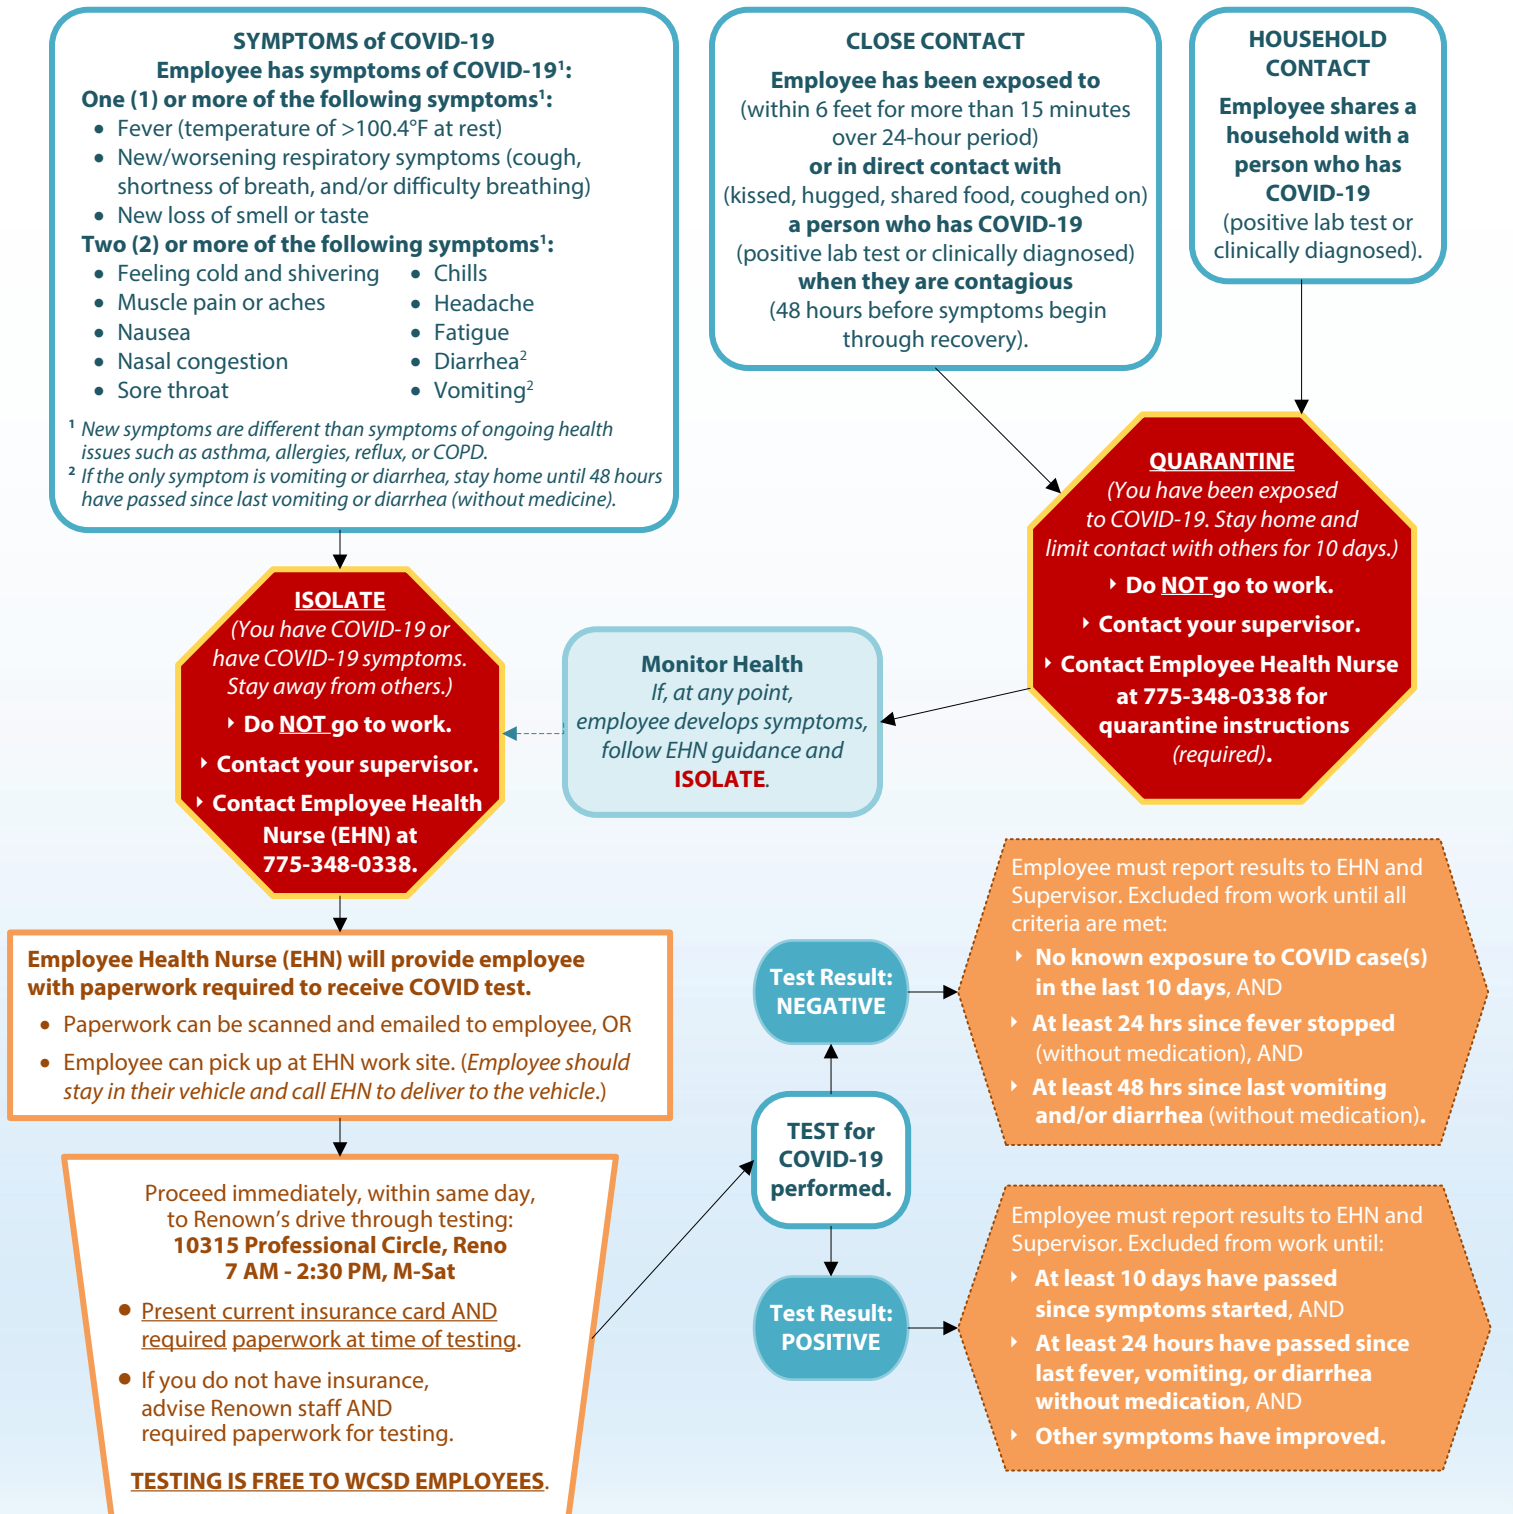 SYMPTOMS of COVID-19
Employee has symptoms of COVID-19¹:
One (1) or more of the following symptoms¹:
• Fever (temperature of >100.4°F at rest)
• New/worsening respiratory symptoms (cough,
shortness of breath, and/or difficulty breathing)
• New loss of smell or taste
Two (2) or more of the following symptoms¹:
• Feeling cold and shivering
• Muscle pain or aches
• Nausea
• Nasal congestion
• Sore throat
• Chills
• Headache
• Fatigue
• Diarrhea²
• Vomiting²
¹ New symptoms are different than symptoms of ongoing health
issues such as asthma, allergies, reflux, or COPD.
² If the only symptom is vomiting or diarrhea, stay home until 48 hours
have passed since last vomiting or diarrhea (without medicine).
CLOSE CONTACT
Employee has been exposed to
(within 6 feet for more than 15 minutes
over 24-hour period)
or in direct contact with
(kissed, hugged, shared food, coughed on)
a person who has COVID-19
(positive lab test or clinically diagnosed)
when they are contagious
(48 hours before symptoms begin
through recovery).
HOUSEHOLD
CONTACT
Employee shares a
household with a
person who has
COVID-19
(positive lab test or
clinically diagnosed).
QUARANTINE
(You have been exposed
to COVID-19. Stay home and
limit contact with others for 10 days.)
‣ Do NOT go to work.
‣ Contact your supervisor.
‣ Contact Employee Health Nurse
at 775-348-0338 for
quarantine instructions
(required).
Monitor Health
If, at any point,
employee develops symptoms,
follow EHN guidance and
ISOLATE.
ISOLATE
(You have COVID-19 or
have COVID-19 symptoms.
Stay away from others.)
‣ Do NOT go to work.
‣ Contact your supervisor.
‣ Contact Employee Health
Nurse (EHN) at
775-348-0338.
Employee Health Nurse (EHN) will provide employee
with paperwork required to receive COVID test.
• Paperwork can be scanned and emailed to employee, OR
• Employee can pick up at EHN work site. (Employee should
stay in their vehicle and call EHN to deliver to the vehicle.)
Proceed immediately, within same day,
to Renown's drive through testing:
10315 Professional Circle, Reno
7 AM - 2:30 PM, M-Sat
• Present current insurance card AND
required paperwork at time of testing.
• If you do not have insurance,
advise Renown staff AND
required paperwork for testing.
TESTING IS FREE TO WCSD EMPLOYEES.
TEST for
COVID-19
performed.
Test Result:
NEGATIVE
Employee must report results to EHN and
Supervisor. Excluded from work until all
criteria are met:
‣ No known exposure to COVID case(s)
in the last 10 days, AND
‣ At least 24 hrs since fever stopped
(without medication), AND
‣ At least 48 hrs since last vomiting
and/or diarrhea (without medication).
Test Result:
POSITIVE
Employee must report results to EHN and
Supervisor. Excluded from work until:
‣ At least 10 days have passed
since symptoms started, AND
‣ At least 24 hours have passed since
last fever, vomiting, or diarrhea
without medication, AND
‣ Other symptoms have improved.